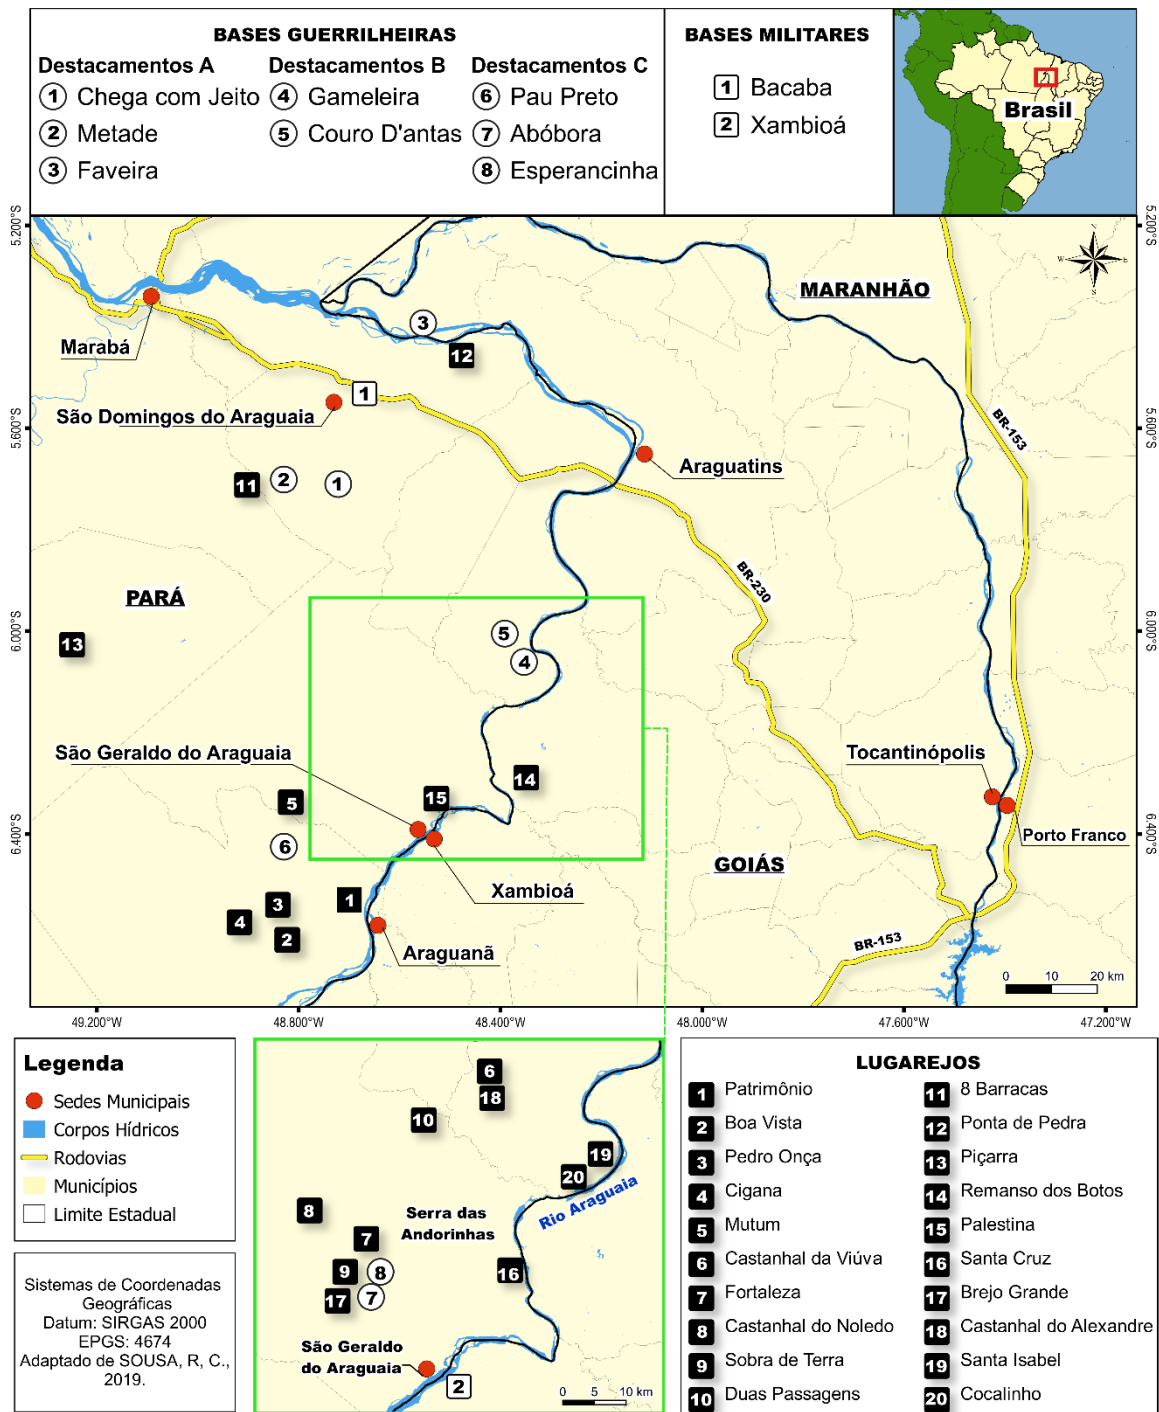 BASES GUERRILHEIRAS
Destacamentos A
1 Chega com Jeito
2 Metade
3 Faveira
Destacamentos B
4 Gameleira
5 Couro D'antas
Destacamentos C
6 Pau Preto
7 Abóbora
8 Esperancinha
BASES MILITARES
1 Bacaba
2 Xambioá
Brasil
5.200°S
5.200°S
5.600°S
5.600°S
6.000°S
6.000°S
6.400°S
6.400°S
N
W
E
S
MARANHÃO
Marabá
3
12
1
São Domingos do Araguaia
BR-153
Araguatins
11
2
1
BR-230
PARÁ
13
5
4
São Geraldo do Araguaia
Tocantinópolis
14
15
5
6
Porto Franco
GOIÁS
Xambioá
1
3
4
2
Araguanã
BR-153
0 10 20 km
49.200°W
48.800°W
48.400°W
48.000°W
47.600°W
47.200°W
Legenda
Sedes Municipais
Corpos Hídricos
Rodovias
Municípios
Limite Estadual
Sistemas de Coordenadas
Geográficas
Datum: SIRGAS 2000
EPGS: 4674
Adaptado de SOUSA, R, C.,
2019.
6
18
10
19
20
Rio Araguaia
8
Serra das
Andorinhas
7
9
8
16
17
7
São Geraldo
do Araguaia
2
0 5 10 km
LUGAREJOS
1 Patrimônio
2 Boa Vista
3 Pedro Onça
4 Cigana
5 Mutum
6 Castanhal da Viúva
7 Fortaleza
8 Castanhal do Noledo
9 Sobra de Terra
10 Duas Passagens
11 8 Barracas
12 Ponta de Pedra
13 Piçarra
14 Remanso dos Botos
15 Palestina
16 Santa Cruz
17 Brejo Grande
18 Castanhal do Alexandre
19 Santa Isabel
20 Cocalinho